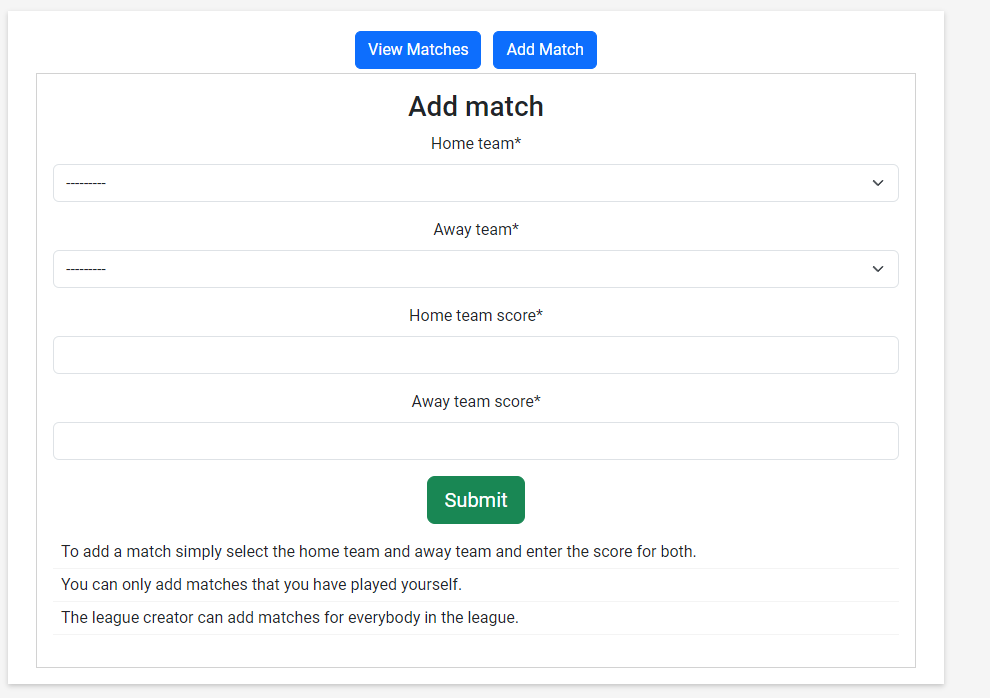 View Matches Add Match
Add match
Home team*
---------
Away team*
---------
Home team score*
Away team score*
Submit
To add a match simply select the home team and away team and enter the score for both.
You can only add matches that you have played yourself.
The league creator can add matches for everybody in the league.